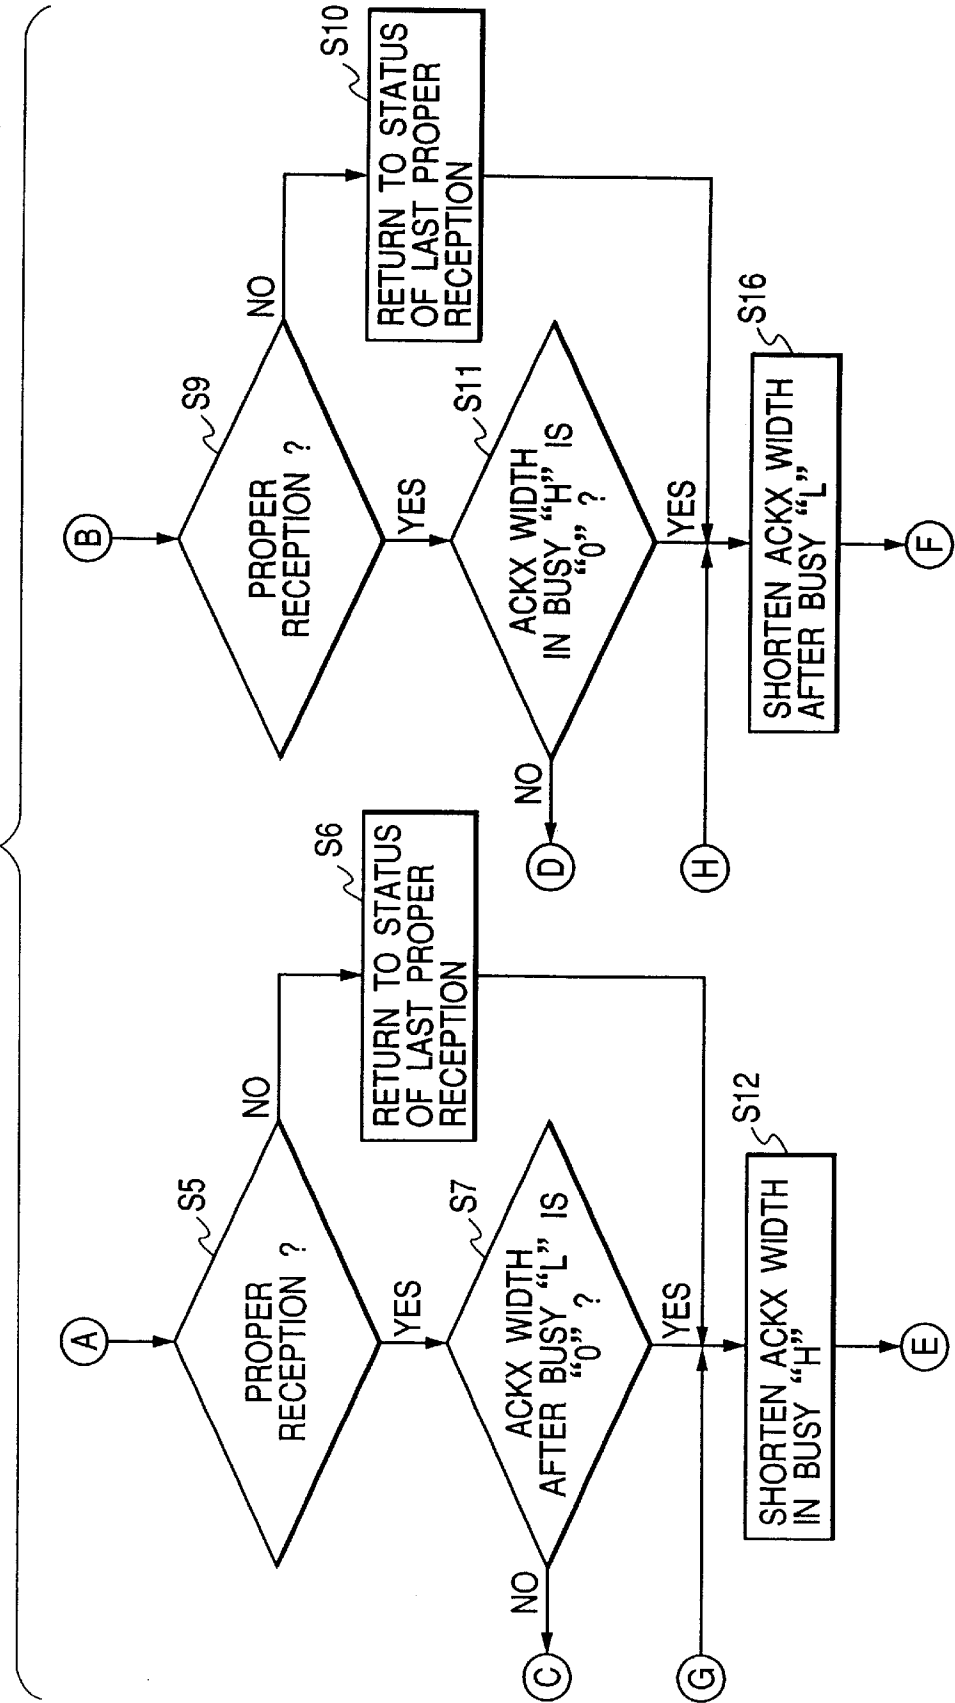 A
PROPER
RECEPTION ?
S5
NO
YES
S6
RETURN TO STATUS
OF LAST PROPER
RECEPTION
S7
ACKX WIDTH
AFTER BUSY “L” IS
“0” ?
NO
C
YES
G
S12
SHORTEN ACKX WIDTH
IN BUSY “H”
E
B
PROPER
RECEPTION ?
S9
NO
YES
S10
RETURN TO STATUS
OF LAST PROPER
RECEPTION
S11
ACKX WIDTH
IN BUSY “H” IS
“0” ?
NO
D
YES
H
S16
SHORTEN ACKX WIDTH
AFTER BUSY “L”
F